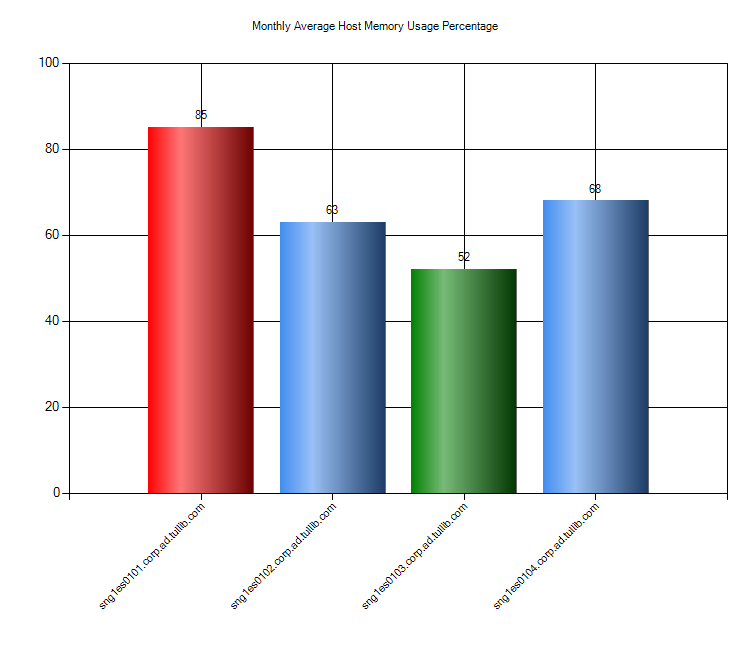 Monthly Average Host Memory Usage Percentage
100
80
60
40
20
0
85
63
52
68
sng1es0101.corp.ad.tullib.com
sng1es0102.corp.ad.tullib.com
sng1es0103.corp.ad.tullib.com
sng1es0104.corp.ad.tullib.com